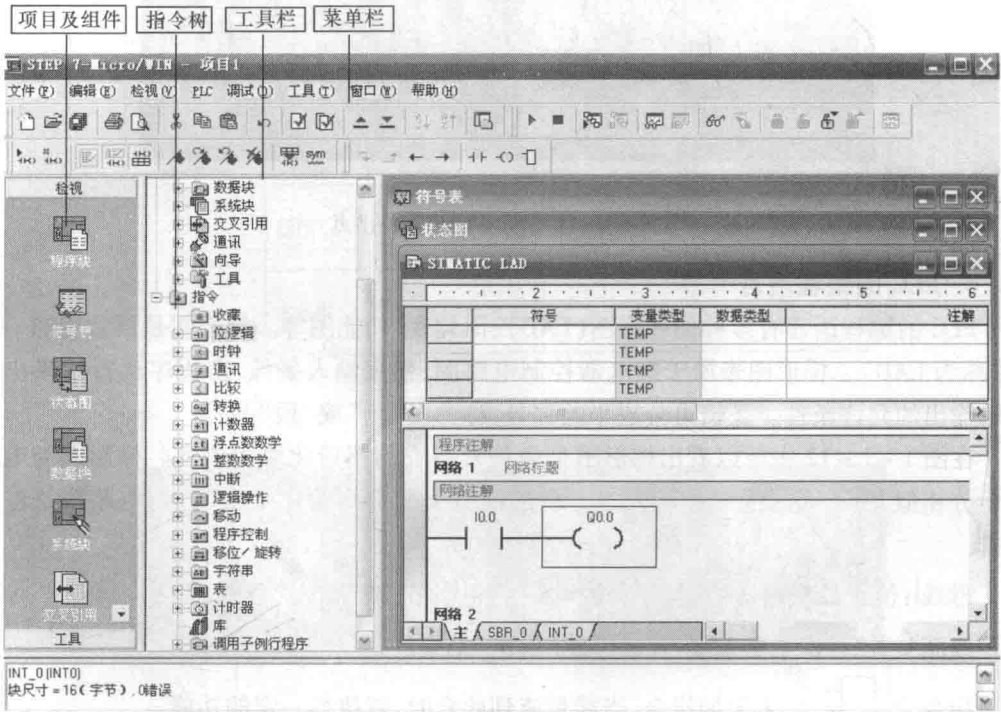 项目及组件 指令树 工具栏 菜单栏
STEP 7-Micro/WIN - 项目1
文件(F) 编辑(E) 检视(V) PLC 调试(D) 工具(T) 窗口(W) 帮助(H)
sym
检视
程序块
符号表
状态图
数据块
系统块
交叉引用
工具
数据块
系统块
交叉引用
通讯
向导
工具
指令
收藏
位逻辑
时钟
通讯
比较
转换
计数器
浮点数数学
整数数学
中断
逻辑操作
移动
程序控制
移位/旋转
字符串
表
计时器
库
调用子例行程序
符号表
状态图
SIMATIC LAD
2 3 4 5 6
符号 变量类型 数据类型 注解
TEMP
TEMP
TEMP
TEMP
程序注解
网络 1 网络标题
网络注解
I0.0 Q0.0
网络 2
主 SBR_0 INT_0
INT_0 (INT0)
块尺寸=16(字节),0错误